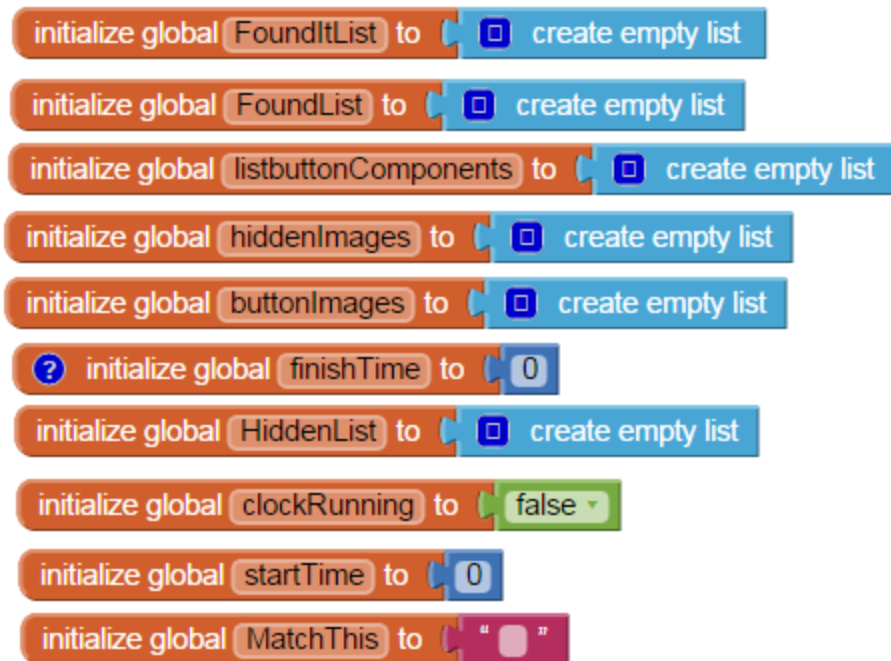 initialize global FoundItList to create empty list
initialize global FoundList to create empty list
initialize global listbuttonComponents to create empty list
initialize global hiddenImages to create empty list
initialize global buttonImages to create empty list
? initialize global finishTime to 0
initialize global HiddenList to create empty list
initialize global clockRunning to false
initialize global startTime to 0
initialize global MatchThis to “ ”